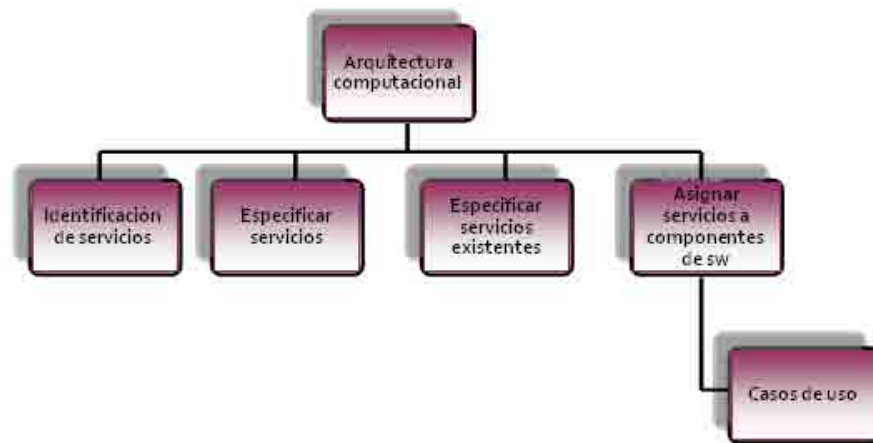 Arquitectura
computacional
Identificación
de servicios
Especificar
servicios
Especificar
servicios
existentes
Asignar
servicios a
componentes
de sw
Casos de uso